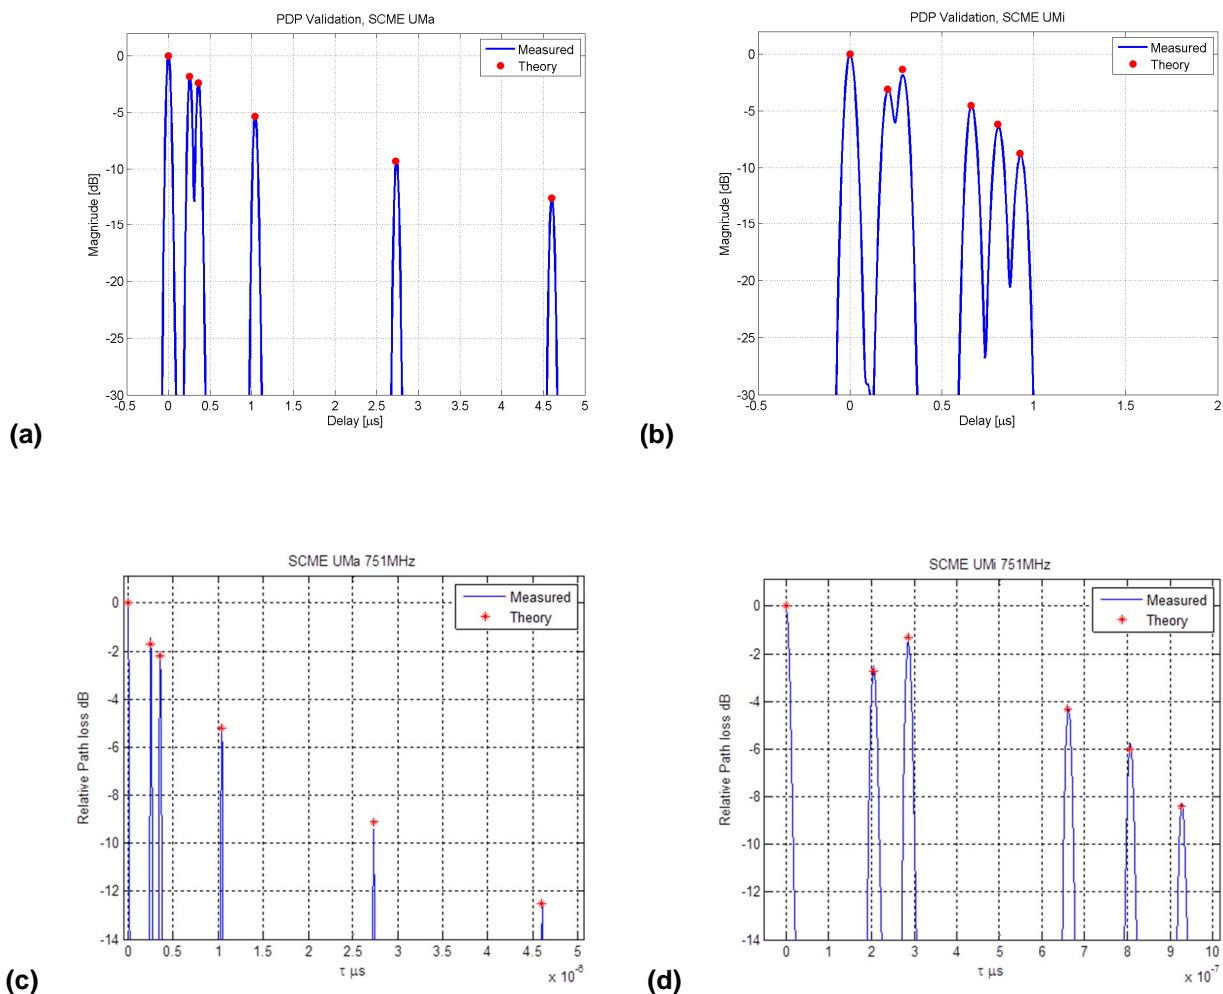 PDP Validation, SCME UMa
Measured
Theory
Magnitude [dB]
0
-5
-10
-15
-20
-25
-30
-0.5 0 0.5 1 1.5 2 2.5 3 3.5 4 4.5 5
Delay [μs]
(a)
PDP Validation, SCME UMi
Measured
Theory
Magnitude [dB]
0
-5
-10
-15
-20
-25
-30
-0.5 0 0.5 1 1.5 2
Delay [μs]
(b)
SCME UMa 751MHz
Measured
Theory
Relative Path loss dB
0
-2
-4
-6
-8
-10
-12
-14
0 0.5 1 1.5 2 2.5 3 3.5 4 4.5 5
τ μs
x 10⁻⁶
(c)
SCME UMi 751MHz
Measured
Theory
Relative Path loss dB
0
-2
-4
-6
-8
-10
-12
-14
0 1 2 3 4 5 6 7 8 9 10
τ μs
x 10⁻⁷
(d)